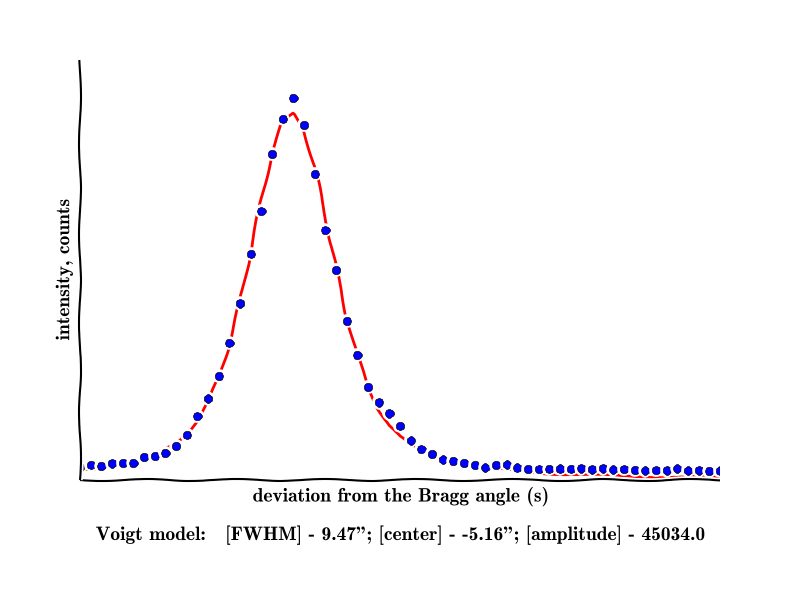 intensity, counts
deviation from the Bragg angle (s)
Voigt model: [FWHM] - 9.47”; [center] - -5.16”; [amplitude] - 45034.0